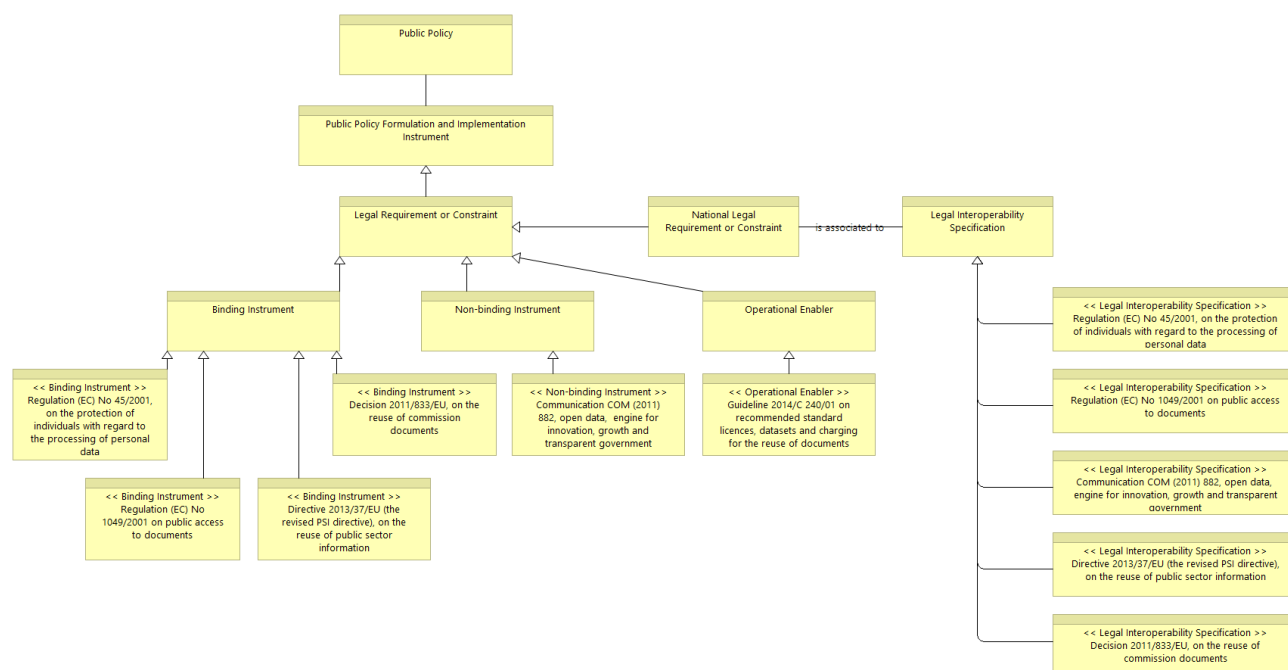 Public Policy
Public Policy Formulation and Implementation
Instrument
Legal Requirement or Constraint
National Legal
Requirement or Constraint
is associated to
Legal Interoperability
Specification
Binding Instrument
Non-binding Instrument
Operational Enabler
<< Binding Instrument >>
Regulation (EC) No 45/2001,
on the protection of
individuals with regard to
the processing of personal
data
<< Binding Instrument >>
Decision 2011/833/EU, on the
reuse of commission
documents
<< Non-binding Instrument >>
Communication COM (2011)
882, open data, engine for
innovation, growth and
transparent government
<< Operational Enabler >>
Guideline 2014/C 240/01 on
recommended standard
licences, datasets and charging
for the reuse of documents
<< Binding Instrument >>
Regulation (EC) No
1049/2001 on public access
to documents
<< Binding Instrument >>
Directive 2013/37/EU (the
revised PSI directive), on the
reuse of public sector
information
<< Legal Interoperability Specification >>
Regulation (EC) No 45/2001, on the protection
of individuals with regard to the processing of
personal data
<< Legal Interoperability Specification >>
Regulation (EC) No 1049/2001 on public access
to documents
<< Legal Interoperability Specification >>
Communication COM (2011) 882, open data,
engine for innovation, growth and transparent
government
<< Legal Interoperability Specification >>
Directive 2013/37/EU (the revised PSI directive),
on the reuse of public sector information
<< Legal Interoperability Specification >>
Decision 2011/833/EU, on the reuse of
commission documents